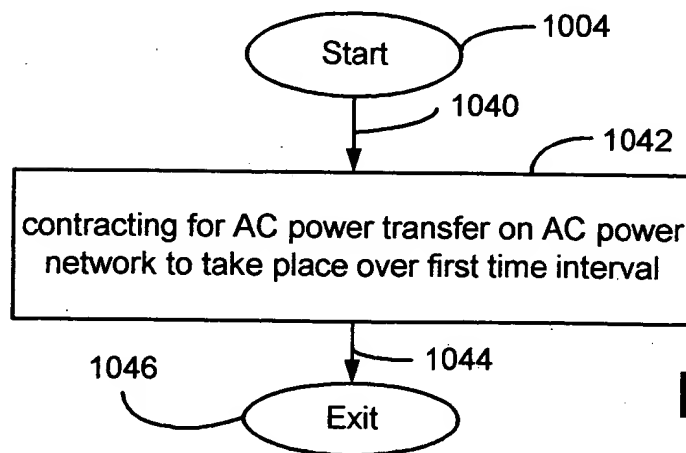 Start
1004
1040
1042
contracting for AC power transfer on AC power
network to take place over first time interval
1044
1046
Exit